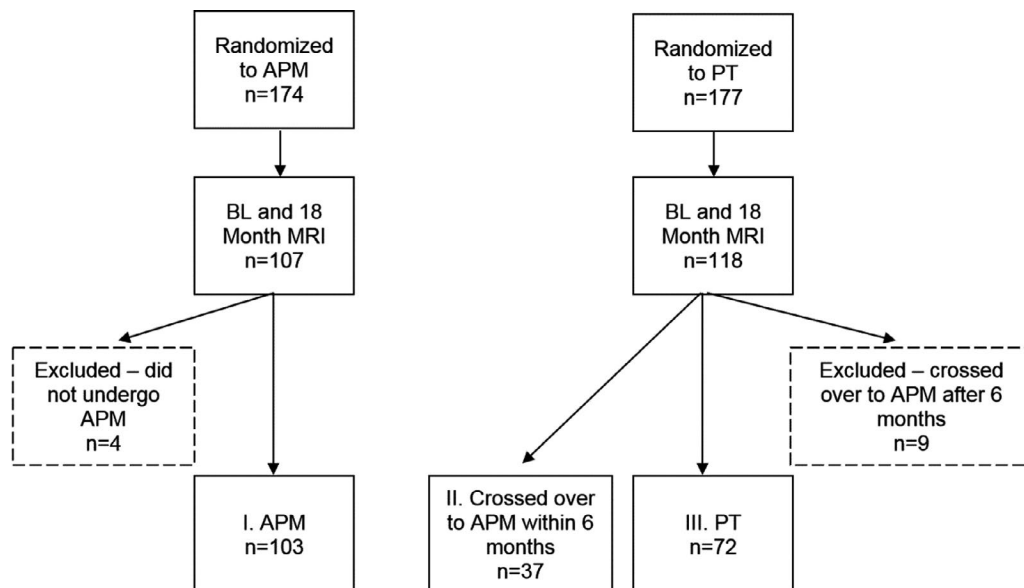 Randomized
to APM
n=174
Randomized
to PT
n=177
BL and 18
Month MRI
n=107
BL and 18
Month MRI
n=118
Excluded – did
not undergo
APM
n=4
Excluded – crossed
over to APM after 6
months
n=9
I. APM
n=103
II. Crossed over
to APM within 6
months
n=37
III. PT
n=72